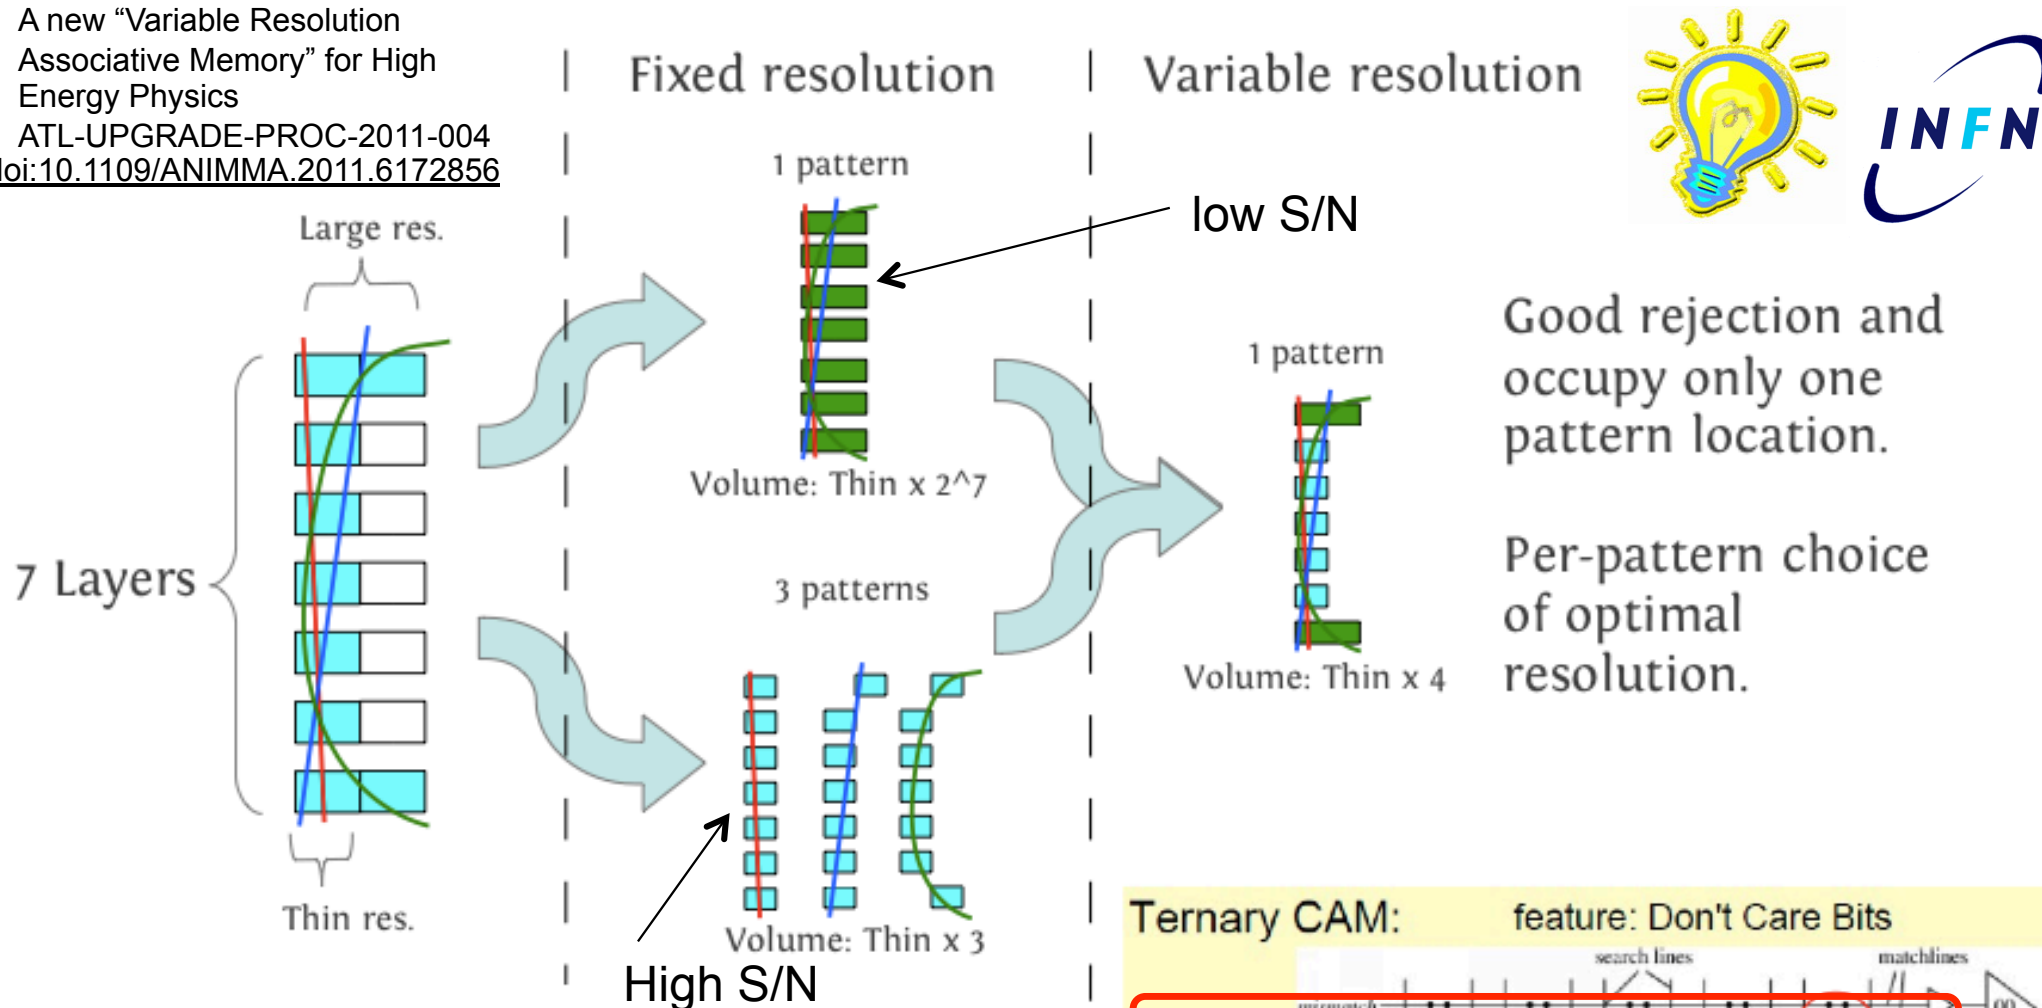 A new “Variable Resolution
Associative Memory” for High
Energy Physics
ATL-UPGRADE-PROC-2011-004
doi:10.1109/ANIMMA.2011.6172856
Fixed resolution
Variable resolution
INFN
1 pattern
low S/N
Large res.
7 Layers
Thin res.
Volume: Thin x 2^7
3 patterns
Volume: Thin x 3
High S/N
1 pattern
Volume: Thin x 4
Good rejection and
occupy only one
pattern location.
Per-pattern choice
of optimal
resolution.
Ternary CAM:
feature: Don't Care Bits
search lines
matchlines